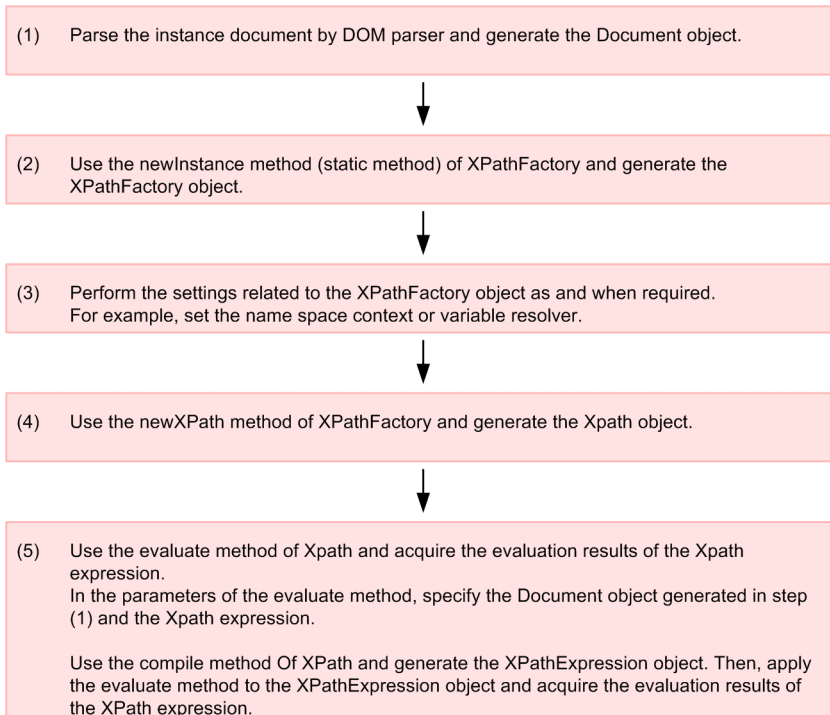 (1) Parse the instance document by DOM parser and generate the Document object.
(2) Use the newInstance method (static method) of XPathFactory and generate the
XPathFactory object.
(3) Perform the settings related to the XPathFactory object as and when required.
For example, set the name space context or variable resolver.
(4) Use the newXPath method of XPathFactory and generate the Xpath object.
(5) Use the evaluate method of Xpath and acquire the evaluation results of the Xpath
expression.
In the parameters of the evaluate method, specify the Document object generated in step
(1) and the Xpath expression.
Use the compile method Of XPath and generate the XPathExpression object. Then, apply
the evaluate method to the XPathExpression object and acquire the evaluation results of
the XPath expression.